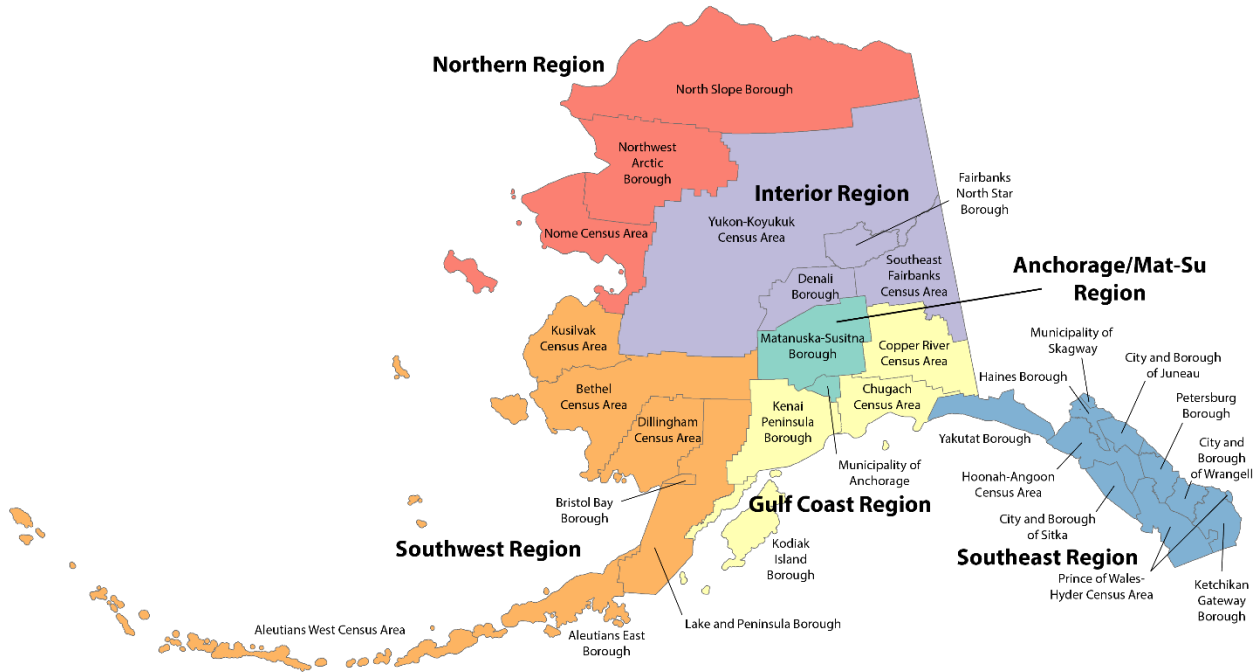 Northern Region
North Slope Borough
Northwest
Arctic
Borough
Nome Census Area
Interior Region
Yukon-Koyukuk
Census Area
Fairbanks
North Star
Borough
Denali
Borough
Southeast
Fairbanks
Census Area
Anchorage/Mat-Su
Region
Matanuska-Susitna
Borough
Municipality of
Anchorage
Kusilvak
Census Area
Bethel
Census Area
Dillingham
Census Area
Bristol Bay
Borough
Southwest Region
Lake and Peninsula Borough
Aleutians East
Borough
Aleutians West Census Area
Copper River
Census Area
Chugach
Census Area
Kenai
Peninsula
Borough
Gulf Coast Region
Kodiak
Island
Borough
Municipality of
Skagway
Haines Borough
City and Borough
of Juneau
Petersburg
Borough
City and
Borough
of Wrangell
Yakutat Borough
Hoonah-Angoon
Census Area
City and Borough
of Sitka
Southeast Region
Prince of Wales-
Hyder Census Area
Ketchikan
Gateway
Borough